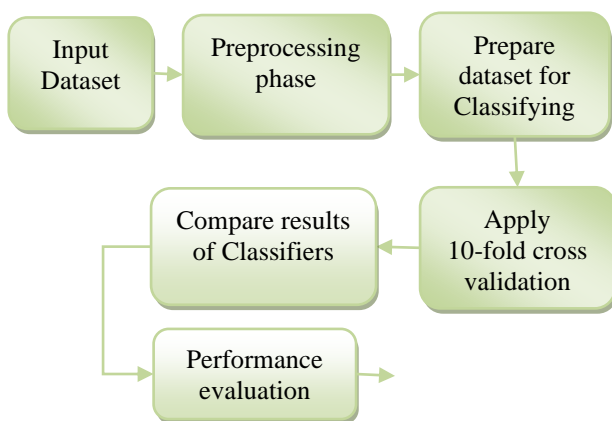 Input
Dataset
Preprocessing
phase
Prepare
dataset for
Classifying
Apply
10-fold cross
validation
Compare results
of Classifiers
Performance
evaluation